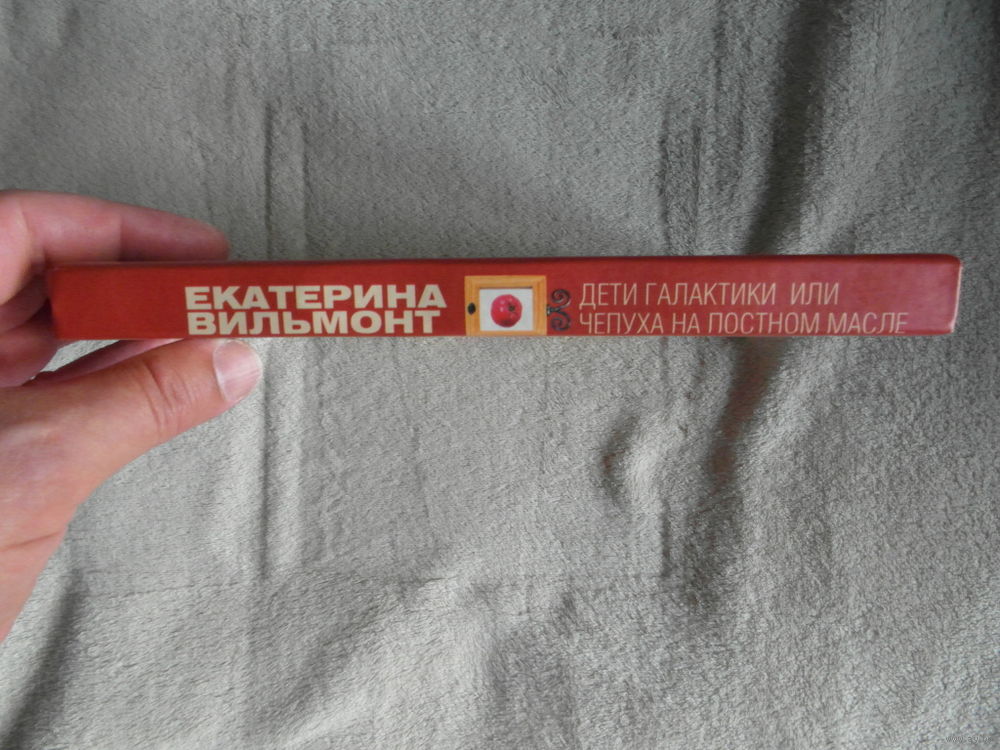 ЕКАТЕРИНА
ВИЛЬМОНТ
ДЕТИ ГАЛАКТИКИ ИЛИ
ЧЕПУХА НА ПОСТНОМ МАСЛЕ